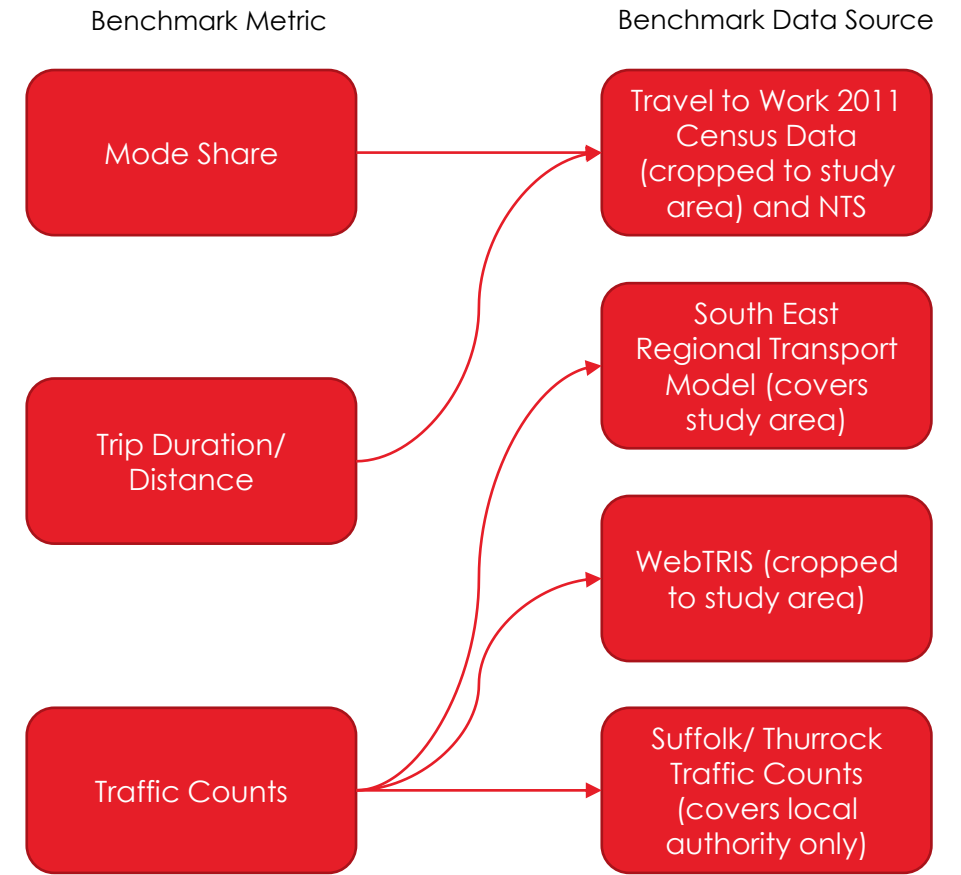 Benchmark Metric
Benchmark Data Source
Mode Share
Travel to Work 2011
Census Data
(cropped to study
area) and NTS
South East
Regional Transport
Model (covers
study area)
Trip Duration/
Distance
WebTRIS (cropped
to study area)
Traffic Counts
Suffolk/ Thurrock
Traffic Counts
(covers local
authority only)